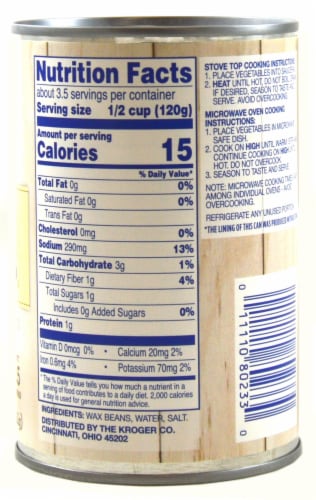 Nutrition Facts
about 3.5 servings per container
Serving size 1/2 cup (120g)
Amount per serving
Calories 15
% Daily Value*
Total Fat 0g 0%
Saturated Fat 0g 0%
Trans Fat 0g
Cholesterol 0mg 0%
Sodium 290mg 13%
Total Carbohydrate 3g 1%
Dietary Fiber 1g 4%
Total Sugars 1g
Includes 0g Added Sugars 0%
Protein 1g
Vitamin D 0mcg 0% • Calcium 20mg 2%
Iron 0.6mg 4% • Potassium 70mg 2%
*The % Daily Value tells you how much a nutrient in a
serving of food contributes to a daily diet. 2,000 calories
a day is used for general nutrition advice.
INGREDIENTS: WAX BEANS, WATER, SALT.
DISTRIBUTED BY THE KROGER CO.
CINCINNATI, OHIO 45202
STOVE TOP COOKING INSTRUCTIONS
1. PLACE VEGETABLES INTO
2. HEAT UNTIL HOT, DO NOT BOIL.
IF DESIRED, SEASON TO TASTE
SERVE. AVOID OVERCOOKING.
MICROWAVE OVEN COOKING
INSTRUCTIONS:
1. PLACE VEGETABLES IN
SAFE DISH.
2. COOK ON HIGH UNTIL WARM,
CONTINUE COOKING ON HIGH
HOT. DO NOT OVERCOOK.
3. SEASON TO TASTE AND SERVE.
NOTE: MICROWAVE COOKING TIMES
AMONG INDIVIDUAL OVENS
OVERCOOKING.
REFRIGERATE ANY UNUSED PORTION
*THE LINING OF THIS CAN WAS PRODUCED
0 11110 80233 0